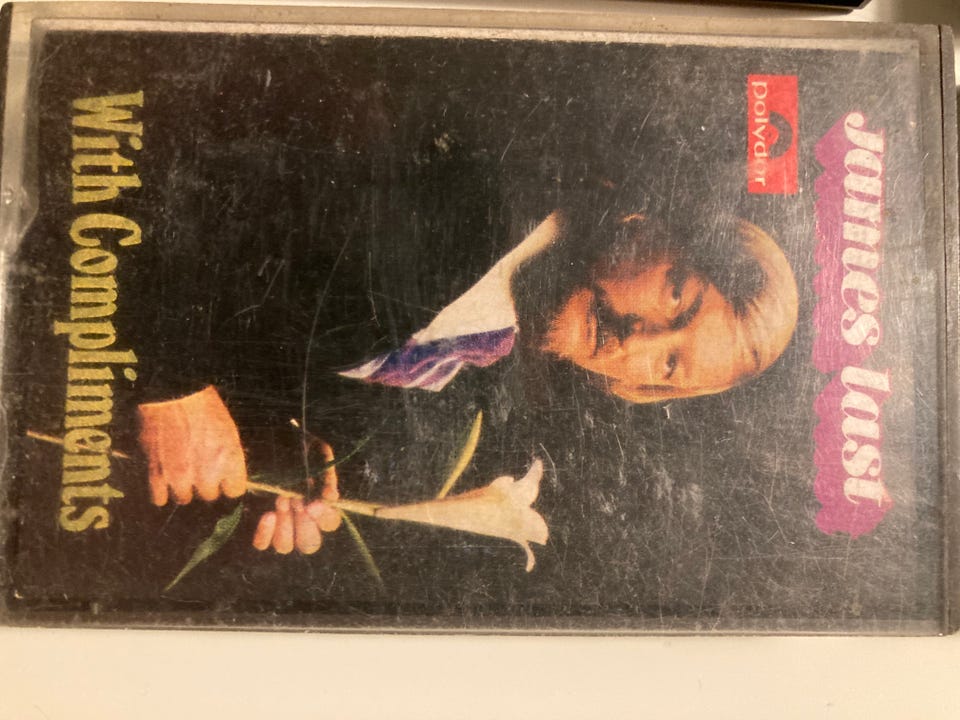 James last
polydor
With Compliments